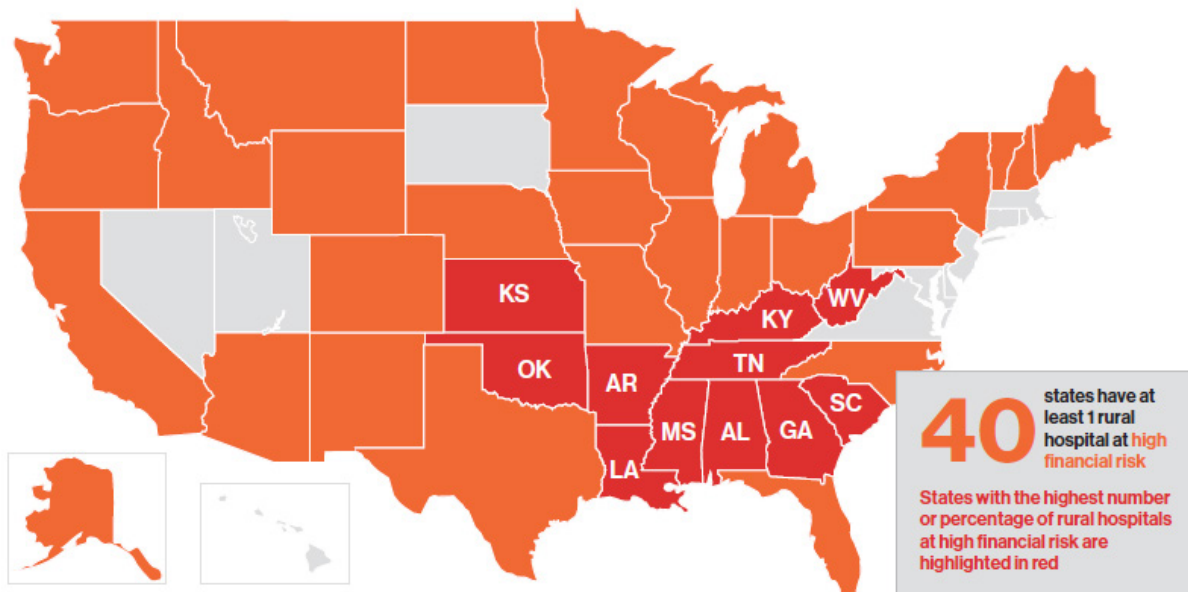 KS
WV
KY
OK
AR
TN
MS
AL
GA
SC
LA
40
states have at
least 1 rural
hospital at high
financial risk
States with the highest number
or percentage of rural hospitals
at high financial risk are
highlighted in red